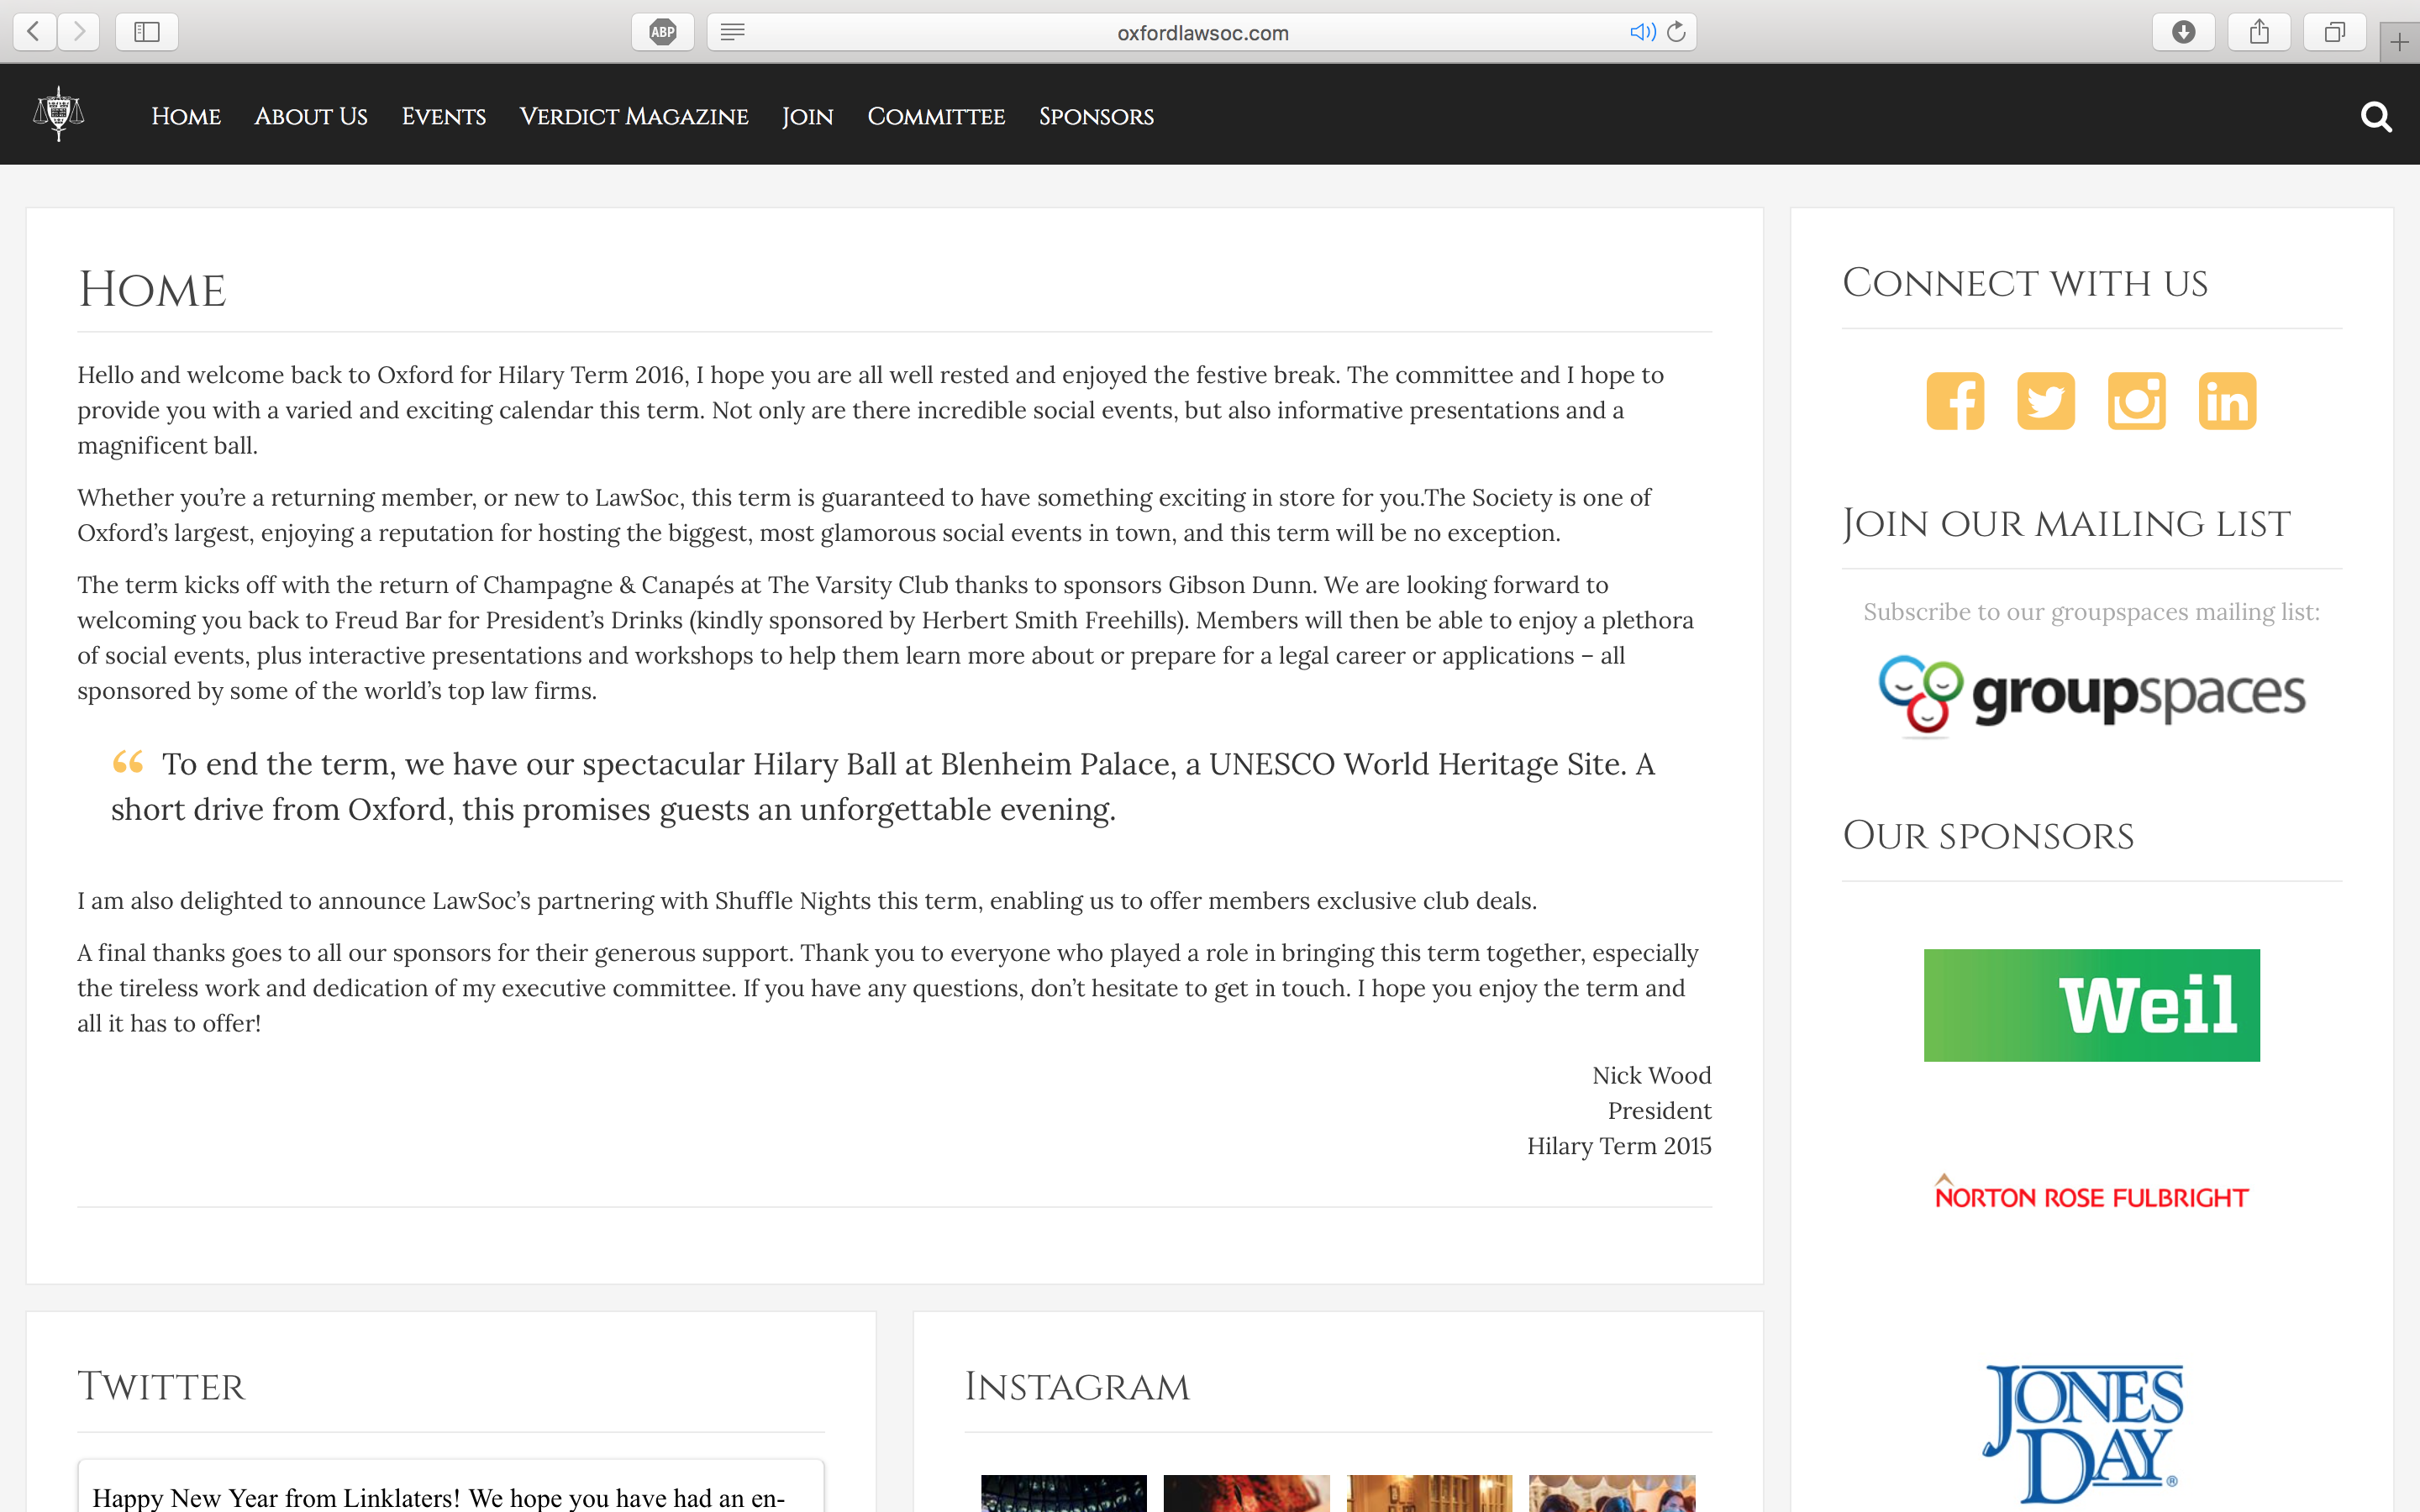 ABP
oxfordlawsoc.com
Home About Us Events Verdict Magazine Join Committee Sponsors
Home
Hello and welcome back to Oxford for Hilary Term 2016, I hope you are all well rested and enjoyed the festive break. The committee and I hope to
provide you with a varied and exciting calendar this term. Not only are there incredible social events, but also informative presentations and a
magnificent ball.
Whether you’re a returning member, or new to LawSoc, this term is guaranteed to have something exciting in store for you.The Society is one of
Oxford’s largest, enjoying a reputation for hosting the biggest, most glamorous social events in town, and this term will be no exception.
The term kicks off with the return of Champagne & Canapés at The Varsity Club thanks to sponsors Gibson Dunn. We are looking forward to
welcoming you back to Freud Bar for President’s Drinks (kindly sponsored by Herbert Smith Freehills). Members will then be able to enjoy a plethora
of social events, plus interactive presentations and workshops to help them learn more about or prepare for a legal career or applications – all
sponsored by some of the world’s top law firms.
“ To end the term, we have our spectacular Hilary Ball at Blenheim Palace, a UNESCO World Heritage Site. A
short drive from Oxford, this promises guests an unforgettable evening.
I am also delighted to announce LawSoc’s partnering with Shuffle Nights this term, enabling us to offer members exclusive club deals.
A final thanks goes to all our sponsors for their generous support. Thank you to everyone who played a role in bringing this term together, especially
the tireless work and dedication of my executive committee. If you have any questions, don’t hesitate to get in touch. I hope you enjoy the term and
all it has to offer!
Nick Wood
President
Hilary Term 2015
Connect with us
Join our mailing list
Subscribe to our groupspaces mailing list:
groupspaces
Our sponsors
Weil
NORTON ROSE FULBRIGHT
JONES
DAY®
Twitter
Happy New Year from Linklaters! We hope you have had an en-
Instagram